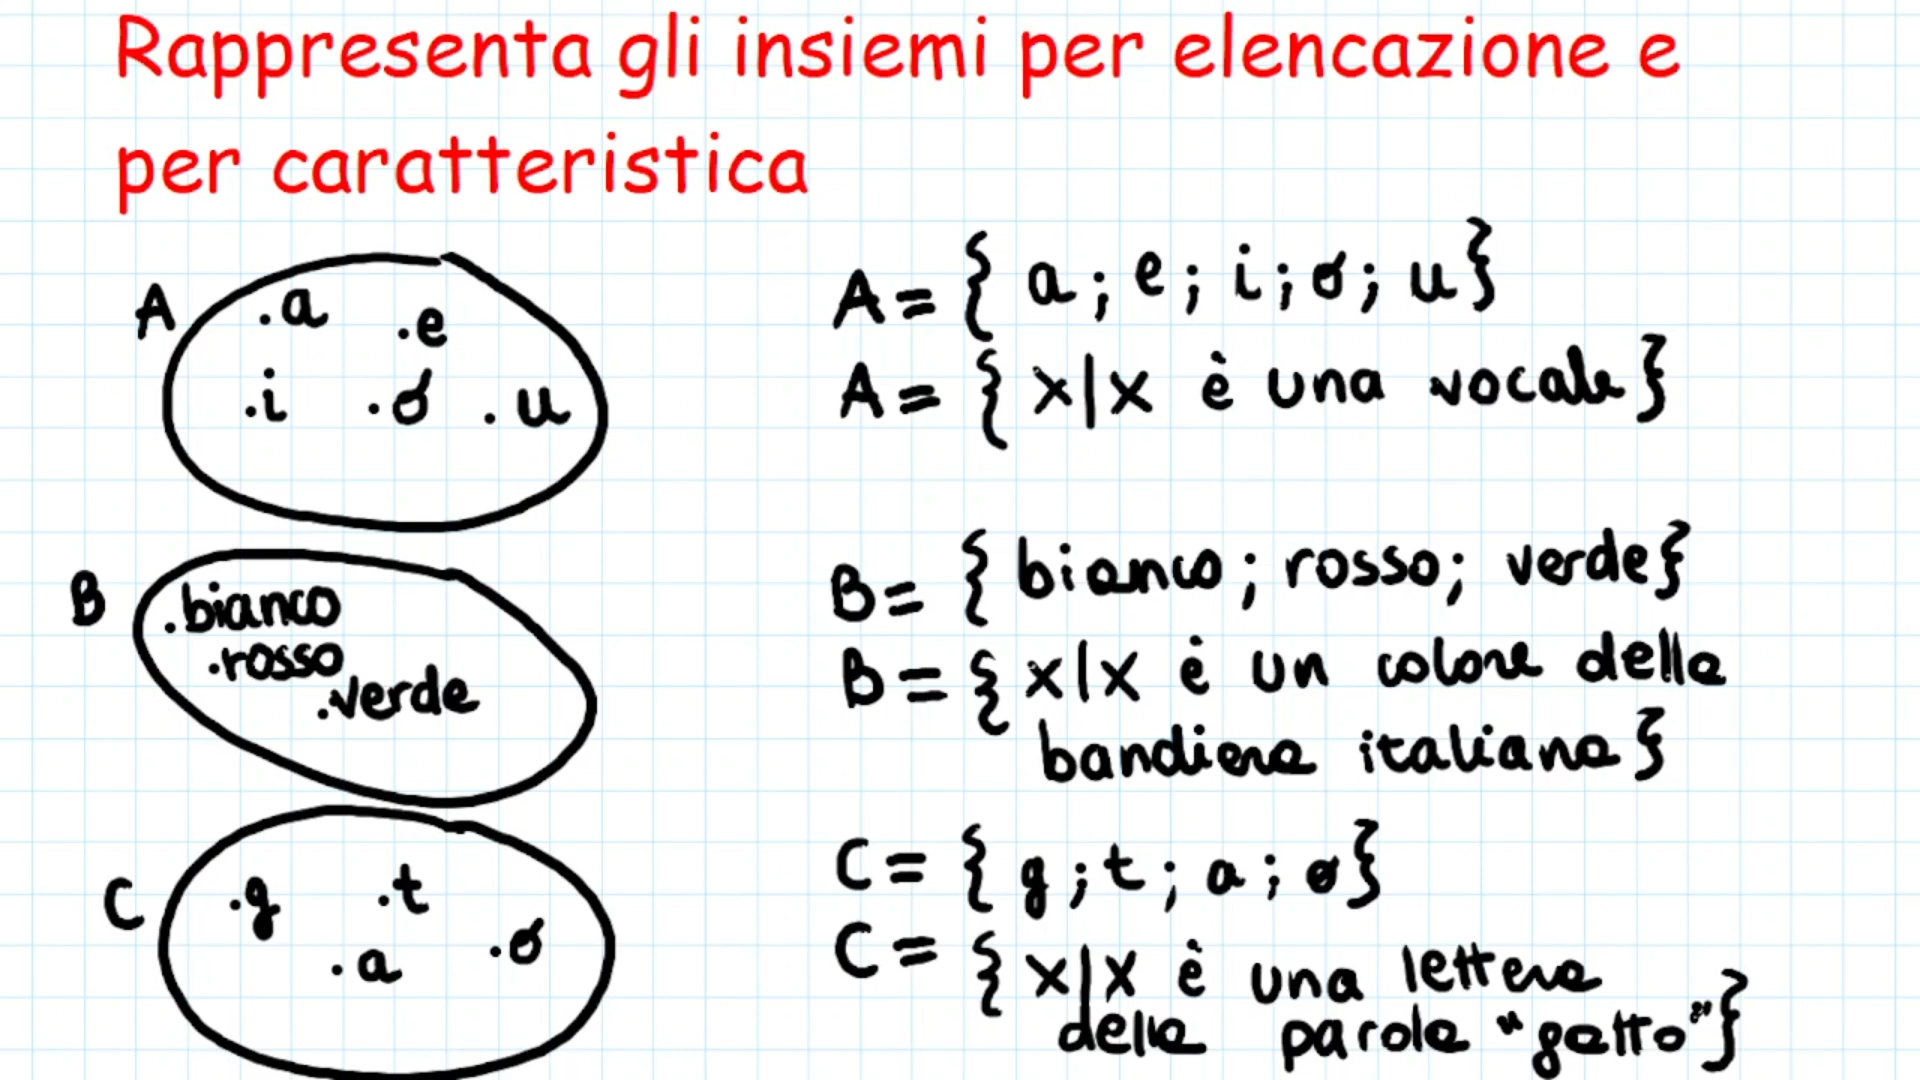 Rappresenta gli insiemi per elencazione e
per caratteristica
A
.a .e
.i .o .u
A= { a; e; i; o; u}
A= { x|x è una vocale}
B
.bianco
.rosso
.verde
B= { bianco; rosso; verde}
B= { x|x è un colore della
bandiera italiana}
C
.g .t
.a .o
C= { g; t; a; o}
C= { x|x è una lettera
della parola "gatto"}